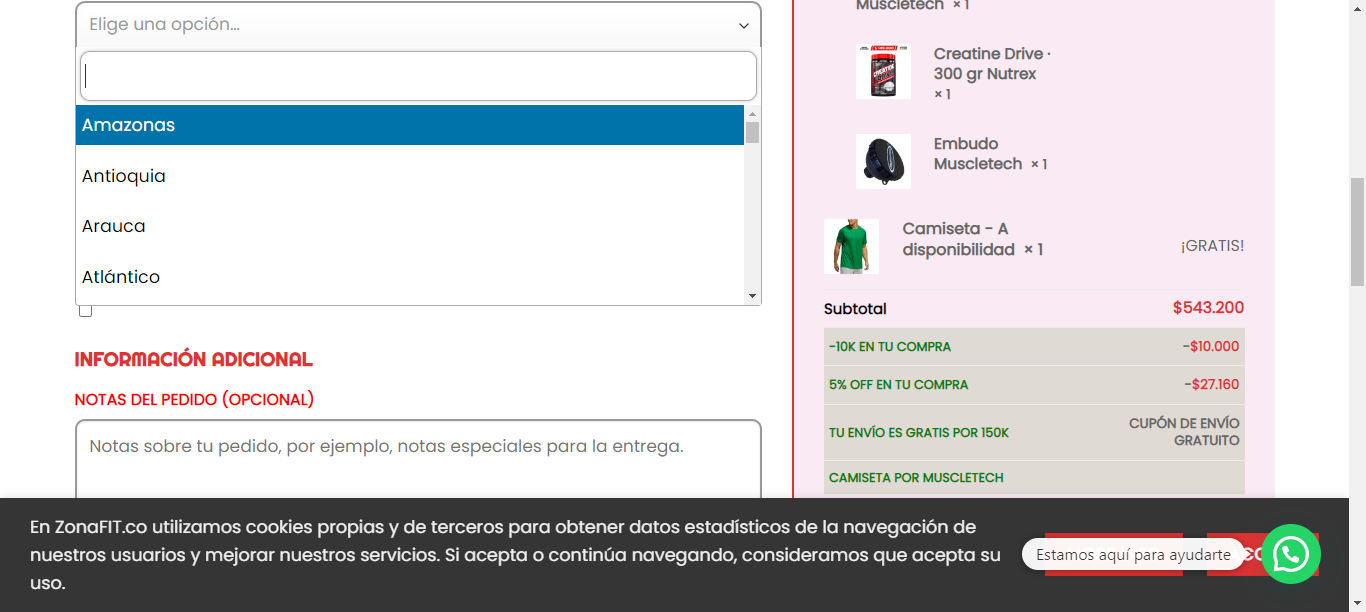 Elige una opción...
Amazonas
Antioquia
Arauca
Atlántico
INFORMACIÓN ADICIONAL
NOTAS DEL PEDIDO (OPCIONAL)
Notas sobre tu pedido, por ejemplo, notas especiales para la entrega.
Muscletech × 1
Creatine Drive ·
300 gr Nutrex
× 1
Embudo
Muscletech × 1
Camiseta - A
disponibilidad × 1
¡GRATIS!
Subtotal $543.200
-10K EN TU COMPRA -$10.000
5% OFF EN TU COMPRA -$27.160
TU ENVÍO ES GRATIS POR 150K
CUPÓN DE ENVÍO
GRATUITO
CAMISETA POR MUSCLETECH
En ZonaFIT.co utilizamos cookies propias y de terceros para obtener datos estadísticos de la navegación de
nuestros usuarios y mejorar nuestros servicios. Si acepta o continúa navegando, consideramos que acepta su
uso.
Estamos aquí para ayudarte